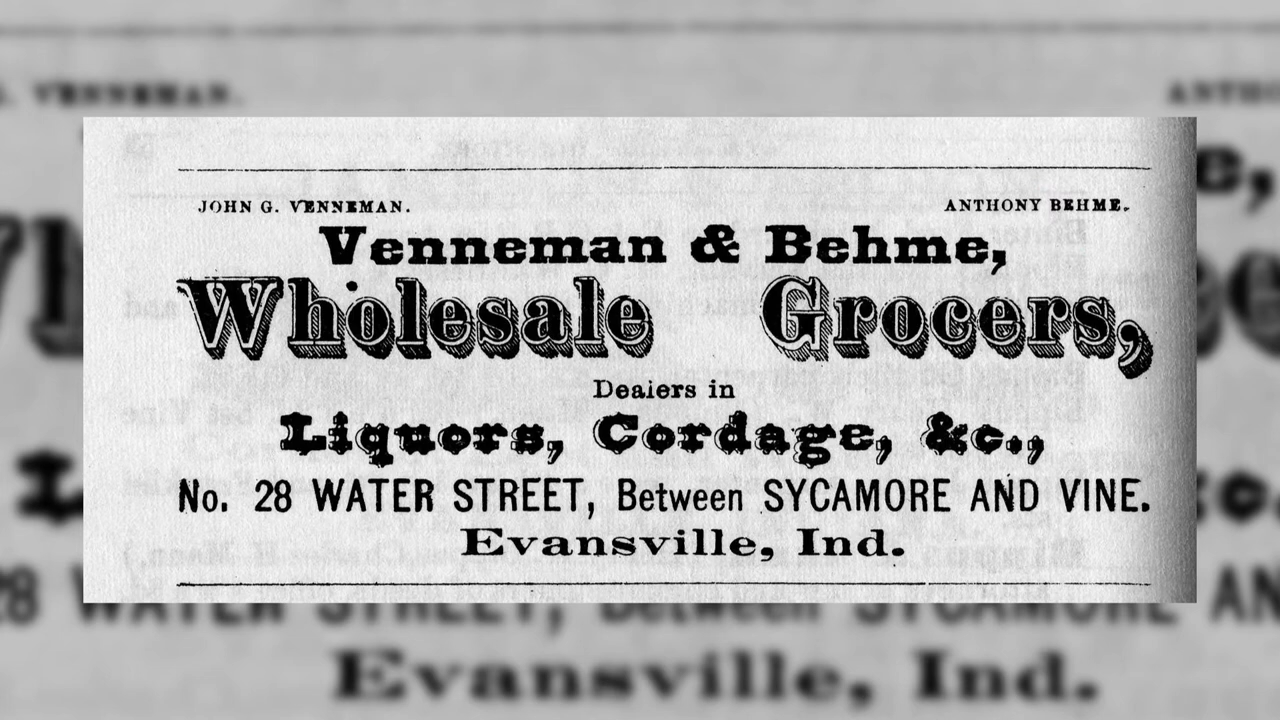 JOHN G. VENNEMAN. ANTHONY BEHME.
Venneman & Behme,
Wholesale Grocers,
Dealers in
Liquors, Cordage, &c.,
No. 28 WATER STREET, Between SYCAMORE AND VINE.
Evansville, Ind.